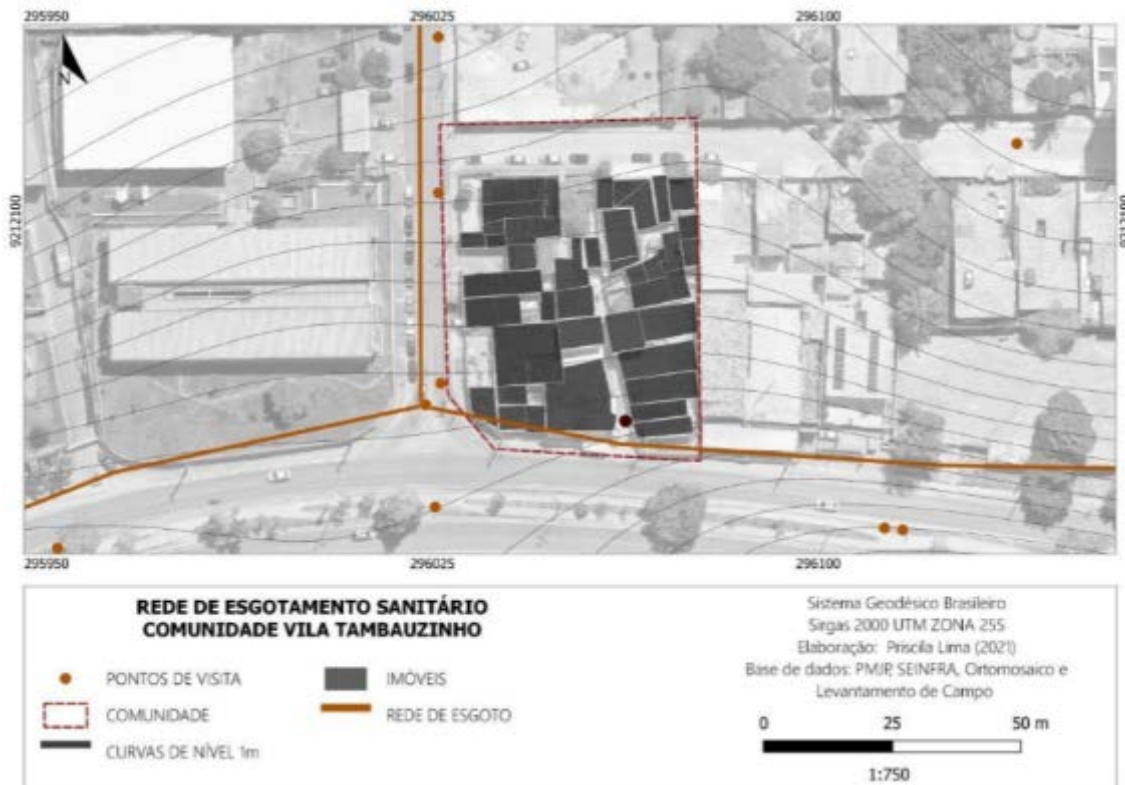 295950 296025 296100
N
9212100 9212100
295950 296025 296100
REDE DE ESGOTAMENTO SANITÁRIO
COMUNIDADE VILA TAMBAUZINHO
PONTOS DE VISITA
IMÓVEIS
COMUNIDADE
REDE DE ESGOTO
CURVAS DE NÍVEL 1m
Sistema Geodésico Brasileiro
Sirgas 2000 UTM ZONA 25S
Elaboração: Priscila Lima (2021)
Base de dados: PMJP, SEINFRA, Ortomosaico e
Levantamento de Campo
0 25 50 m
1:750